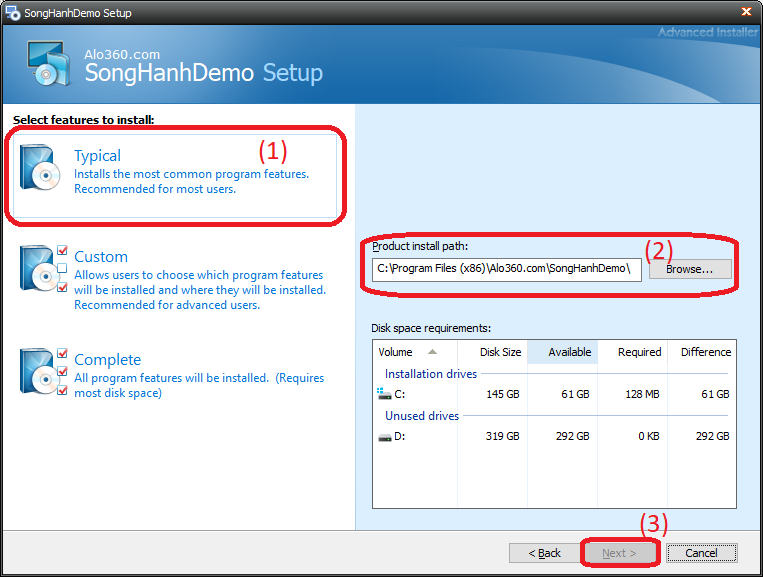 SongHanhDemo Setup
Advanced Installer
Alo360.com
SongHanhDemo Setup
Select features to install:
(1)
Typical
Installs the most common program features.
Recommended for most users.
Custom
Allows users to choose which program features
will be installed and where they will be installed.
Recommended for advanced users.
Complete
All program features will be installed. (Requires
most disk space)
(2)
Product install path:
C:\Program Files (x86)\Alo360.com\SongHanhDemo\
Browse...
Disk space requirements:
Volume Disk Size Available Required Difference
Installation drives
C: 145 GB 61 GB 128 MB 61 GB
Unused drives
D: 319 GB 292 GB 0 KB 292 GB
(3)
< Back Next > Cancel